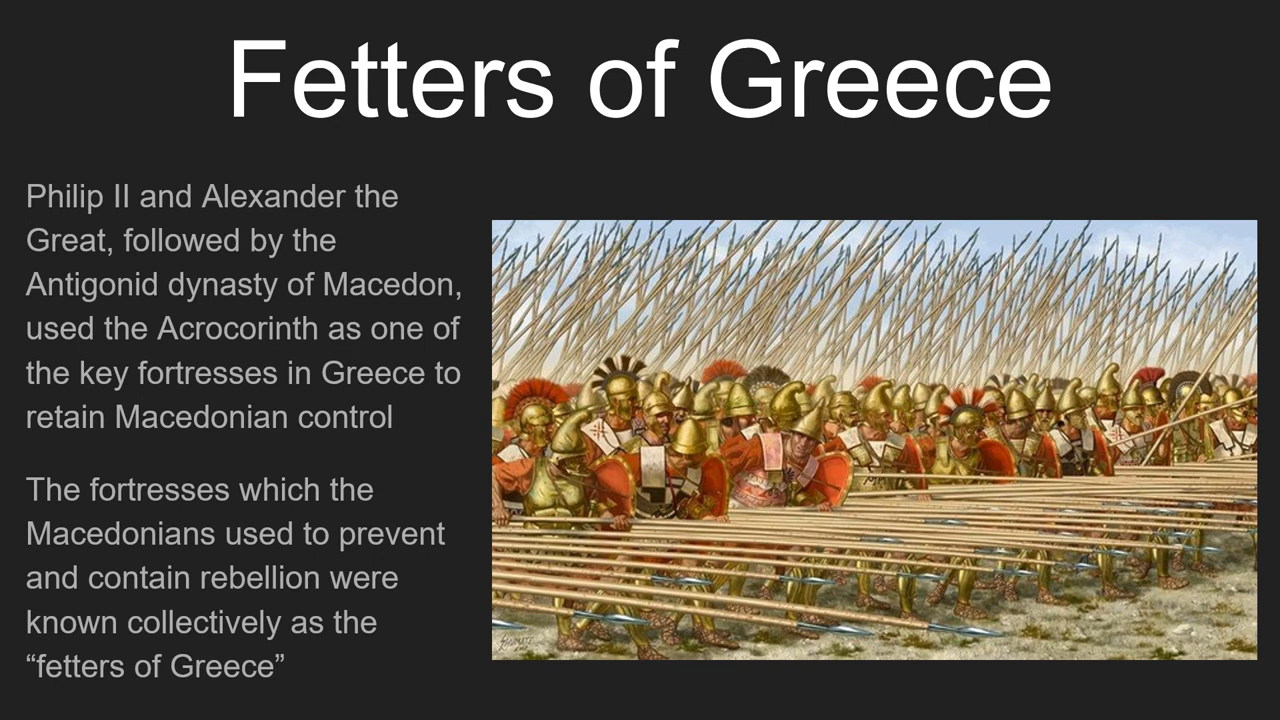 Fetters of Greece
Philip II and Alexander the
Great, followed by the
Antigonid dynasty of Macedon,
used the Acrocorinth as one of
the key fortresses in Greece to
retain Macedonian control
The fortresses which the
Macedonians used to prevent
and contain rebellion were
known collectively as the
“fetters of Greece”